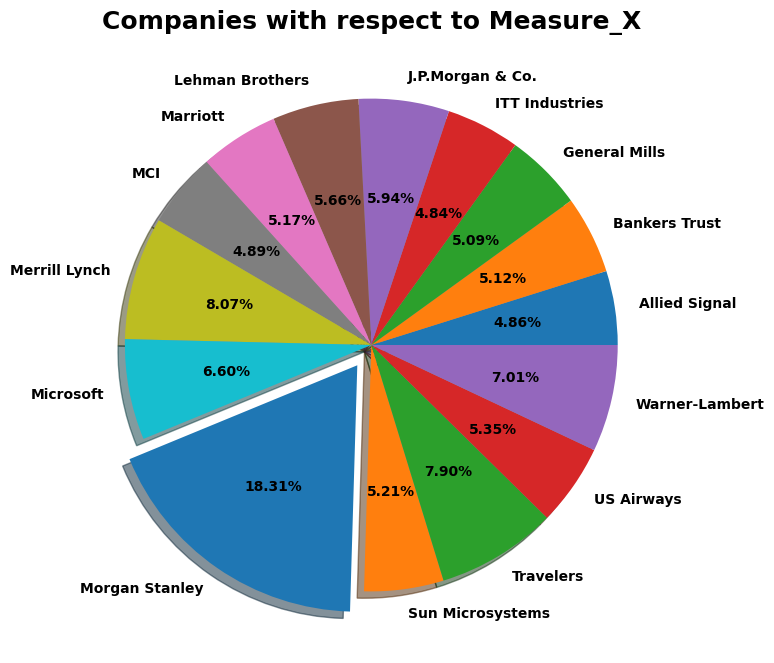 Companies with respect to Measure_X
J.P.Morgan & Co.
Lehman Brothers
ITT Industries
Marriott
General Mills
MCI
5.94%
5.66%
4.84%
5.17%
Bankers Trust
5.09%
4.89%
Merrill Lynch
5.12%
8.07%
Allied Signal
4.86%
6.60%
7.01%
Microsoft
Warner-Lambert
5.35%
7.90%
18.31%
5.21%
US Airways
Travelers
Morgan Stanley
Sun Microsystems